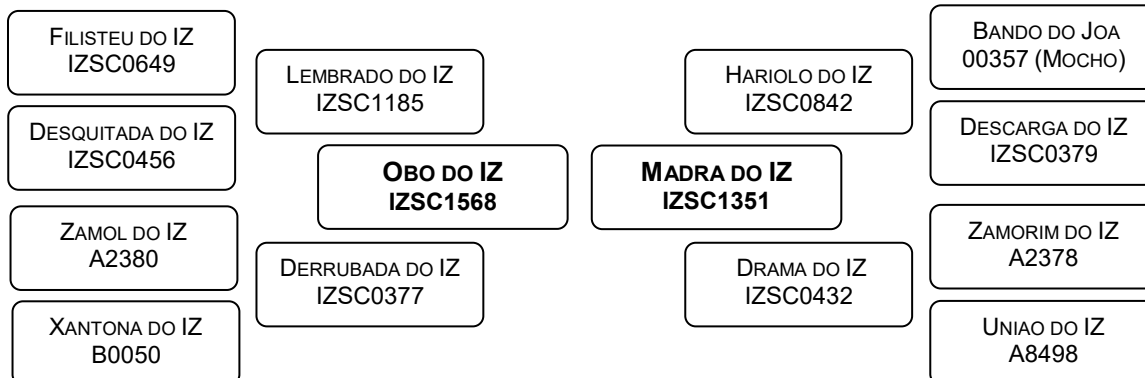 FILISTEU DO IZ
IZSC0649
DESQUITADA DO IZ
IZSC0456
ZAMOL DO IZ
A2380
XANTONA DO IZ
B0050
LEMBRADO DO IZ
IZSC1185
DERRUBADA DO IZ
IZSC0377
OBO DO IZ
IZSC1568
MADRA DO IZ
IZSC1351
HARIOLO DO IZ
IZSC0842
DRAMA DO IZ
IZSC0432
BANDO DO JOA
00357 (MOCHO)
DESCARGA DO IZ
IZSC0379
ZAMORIM DO IZ
A2378
UNIAO DO IZ
A8498